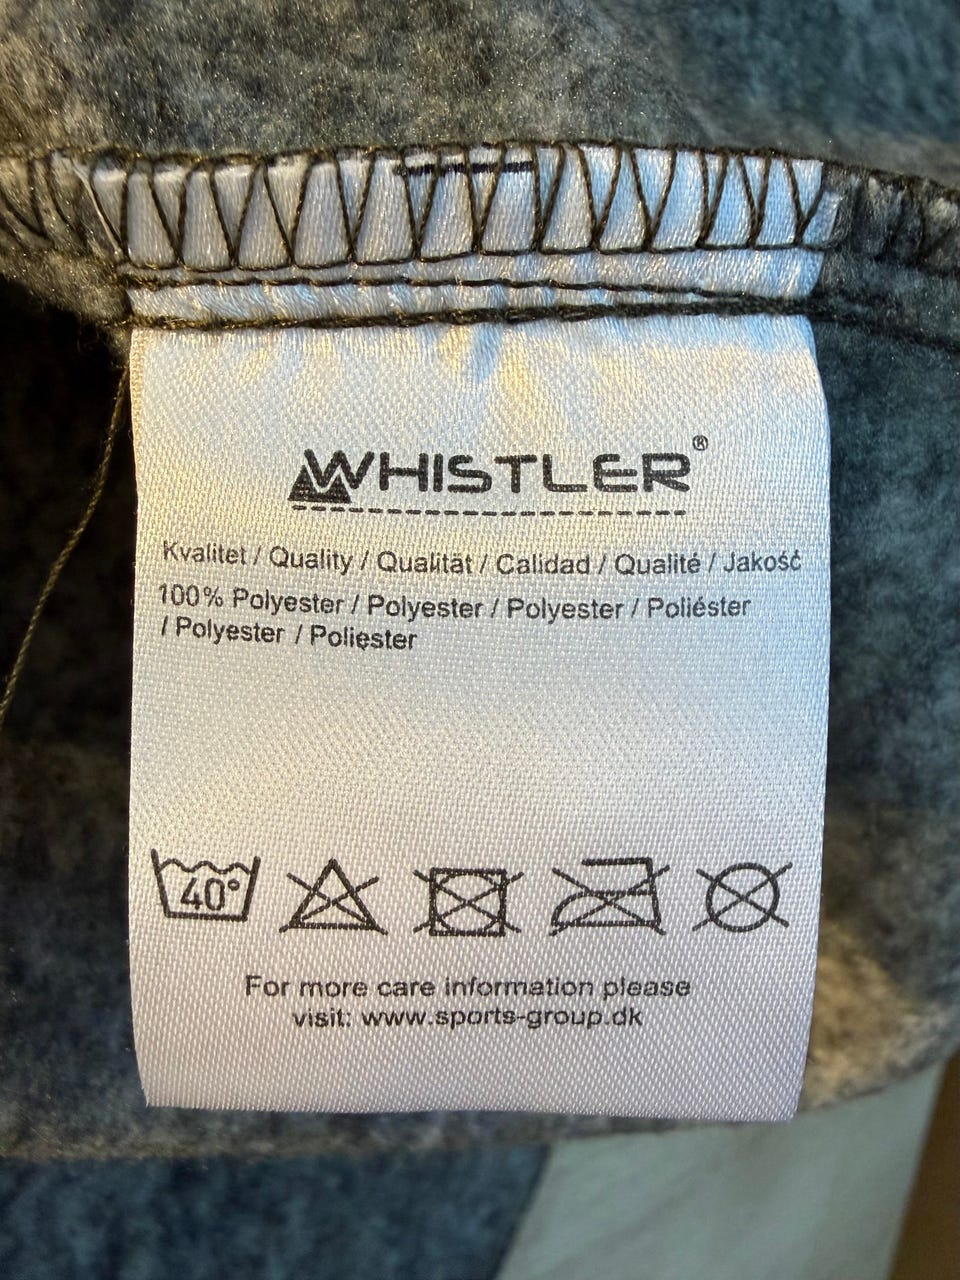 WHISTLER®
Kvalitet / Quality / Qualität / Calidad / Qualité / Jakość
100% Polyester / Polyester / Polyester / Poliéster
/ Polyester / Polięster
40°
For more care information please
visit: www.sports-group.dk